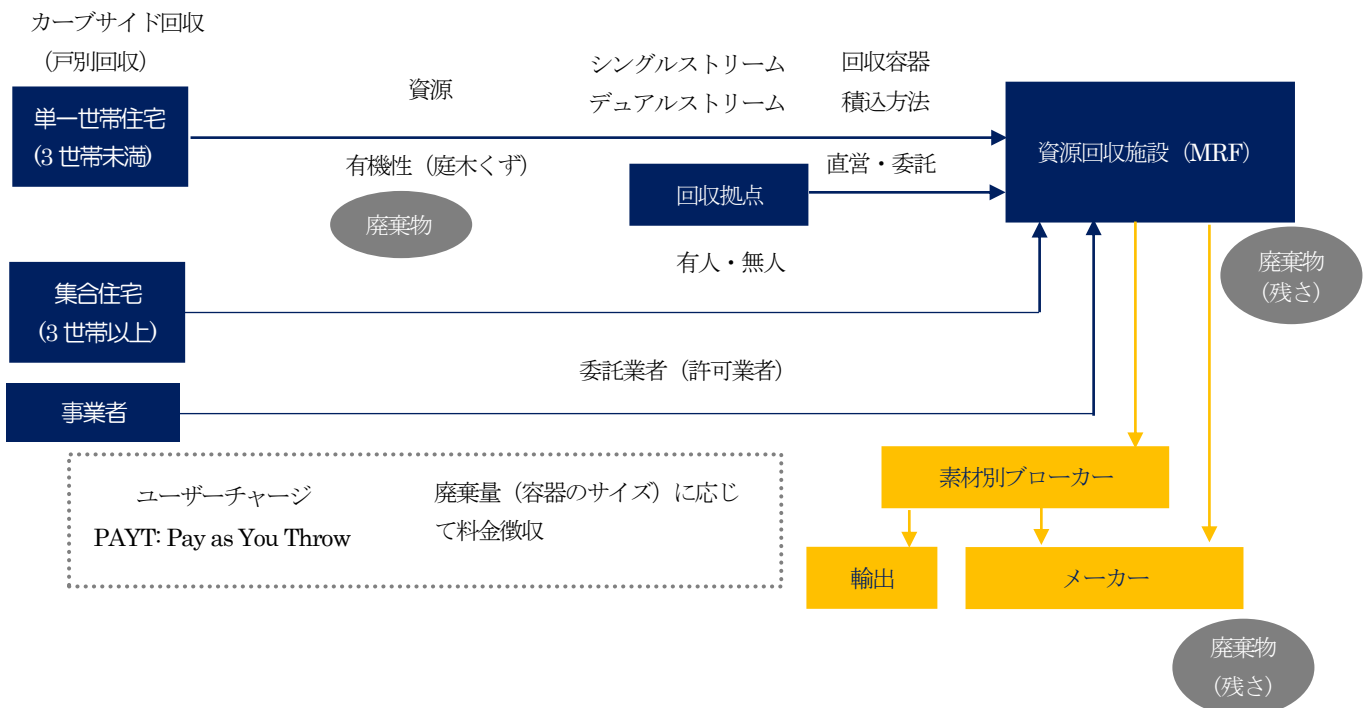 カーブサイド回収
（戸別回収）
単一世帯住宅
(3 世帯未満)
資源
シングルストリーム
デュアルストリーム
回収容器
積込方法
資源回収施設（MRF）
有機性（庭木くず）
廃棄物
回収拠点
直営・委託
有人・無人
廃棄物
（残さ）
集合住宅
(3 世帯以上)
委託業者（許可業者）
事業者
ユーザーチャージ
PAYT: Pay as You Throw
廃棄量（容器のサイズ）に応じ
て料金徴収
素材別ブローカー
輸出
メーカー
廃棄物
（残さ）